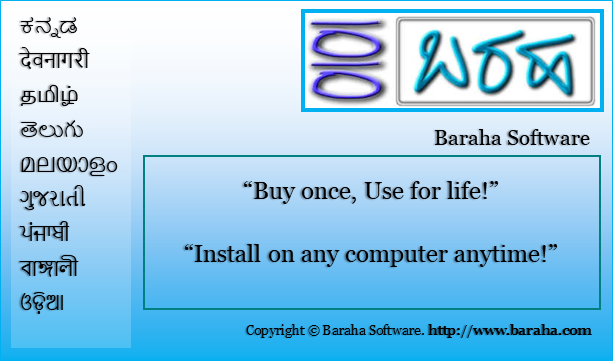 ಕನ್ನಡ
देवनागरी
தமிழ்
తెలుగు
മലയാളം
ગુજરાતી
ਪੰਜਾਬੀ
বাঙ্গালী
ଓଡ଼ିଆ
ಬರಹ
Baraha Software
“Buy once, Use for life!”
“Install on any computer anytime!”
Copyright © Baraha Software. http://www.baraha.com